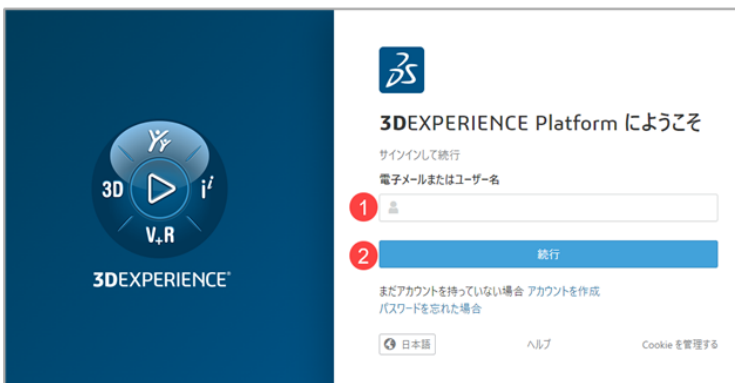 3DEXPERIENCE Platform にようこそ
サインインして続行
電子メールまたはユーザー名
1
2
続行
まだアカウントを持っていない場合 アカウントを作成
パスワードを忘れた場合
日本語 ヘルプ Cookie を管理する
3D
i
V+R
3DEXPERIENCE®